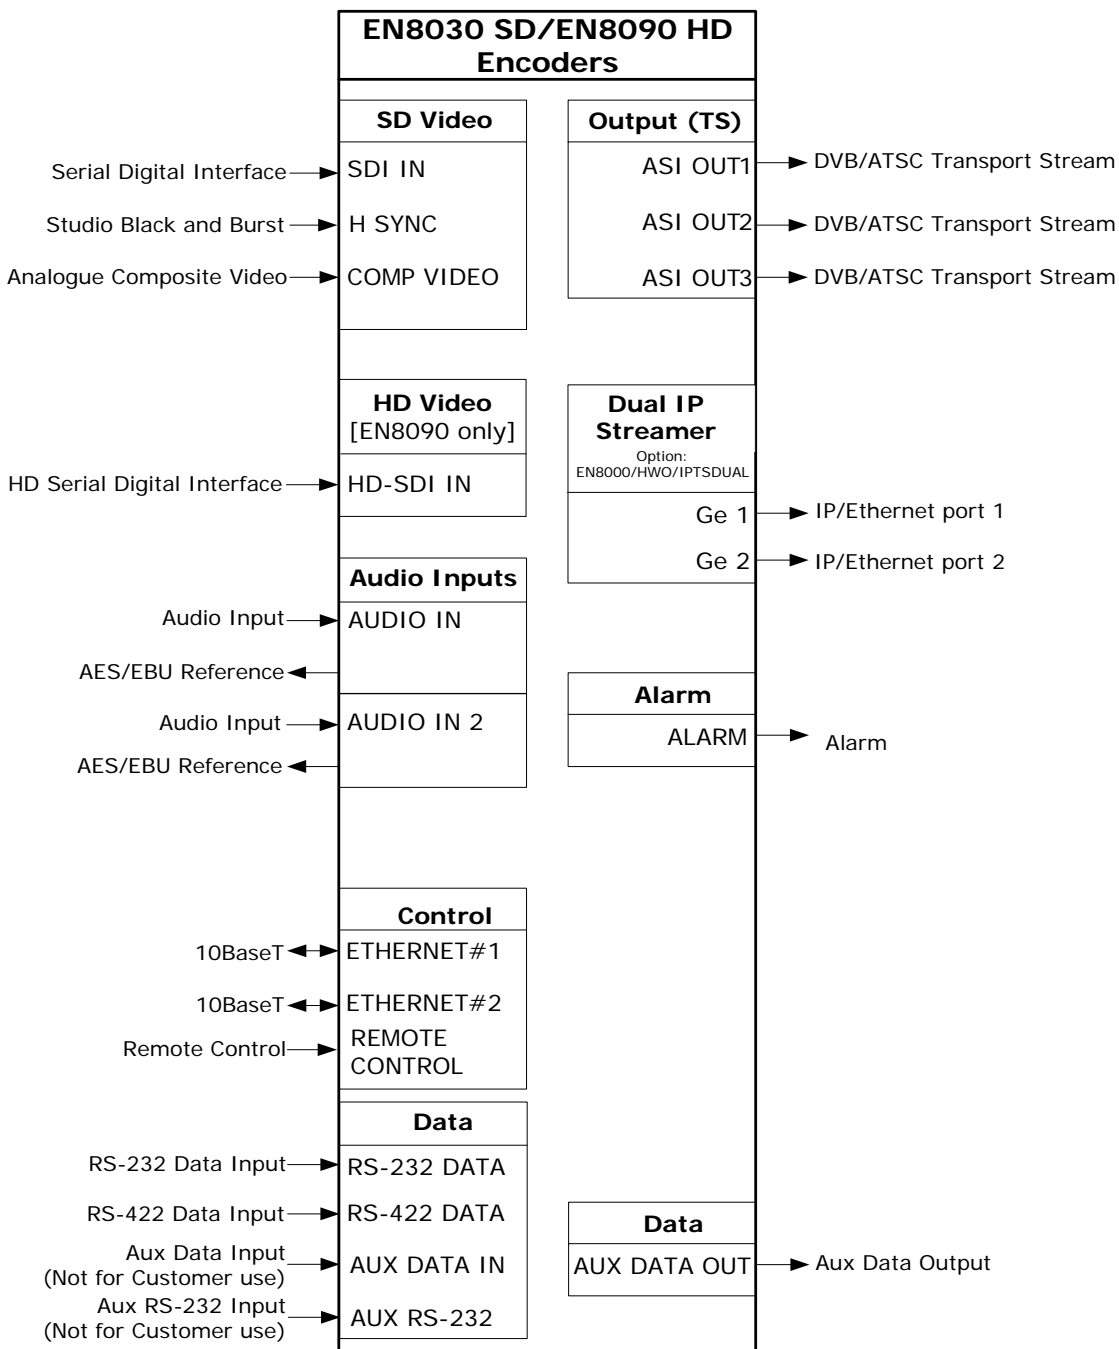 EN8030 SD/EN8090 HD
Encoders
SD Video
Serial Digital Interface
SDI IN
Studio Black and Burst
H SYNC
Analogue Composite Video
COMP VIDEO
Output (TS)
ASI OUT1
DVB/ATSC Transport Stream
ASI OUT2
DVB/ATSC Transport Stream
ASI OUT3
DVB/ATSC Transport Stream
HD Video
[EN8090 only]
HD Serial Digital Interface
HD-SDI IN
Dual IP
Streamer
Option:
EN8000/HWO/IPTSDUAL
Ge 1
IP/Ethernet port 1
Ge 2
IP/Ethernet port 2
Audio Inputs
Audio Input
AUDIO IN
AES/EBU Reference
Audio Input
AUDIO IN 2
AES/EBU Reference
Alarm
ALARM
Alarm
Control
10BaseT
ETHERNET#1
10BaseT
ETHERNET#2
Remote Control
REMOTE
CONTROL
Data
RS-232 Data Input
RS-232 DATA
RS-422 Data Input
RS-422 DATA
Aux Data Input
(Not for Customer use)
AUX DATA IN
Aux RS-232 Input
(Not for Customer use)
AUX RS-232
Data
AUX DATA OUT
Aux Data Output